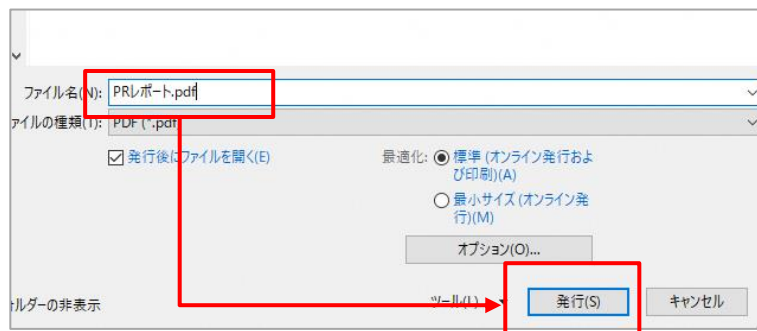 ファイル名(N): PRレポート.pdf
ァイルの種類(T): PDF (*.pdf)
発行後にファイルを開く(E)
最適化: 標準 (オンライン発行およ
び印刷)(A)
最小サイズ (オンライン発
行)(M)
オプション(O)...
ォルダーの非表示 ツール(L) 発行(S) キャンセル